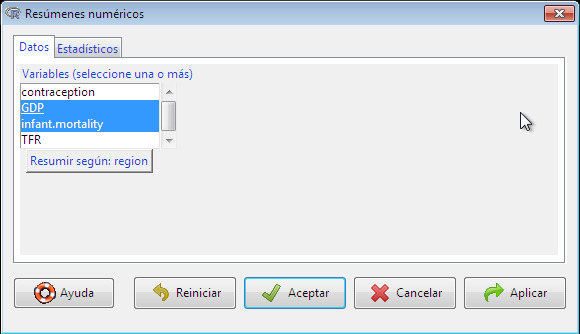 Resúmenes numéricos
Datos Estadísticos
Variables (seleccione una o más)
contraception
GDP
infant.mortality
TFR
Resumir según: region
Ayuda Reiniciar Aceptar Cancelar Aplicar